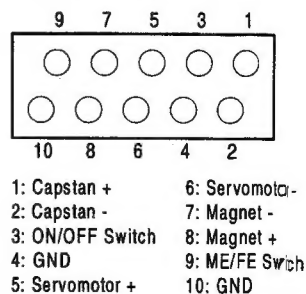 9 7 5 3 1
10 8 6 4 2
1: Capstan +
2: Capstan -
3: ON/OFF Switch
4: GND
5: Servomotor +
6: Servomotor-
7: Magnet -
8: Magnet +
9: ME/FE Switch
10: GND